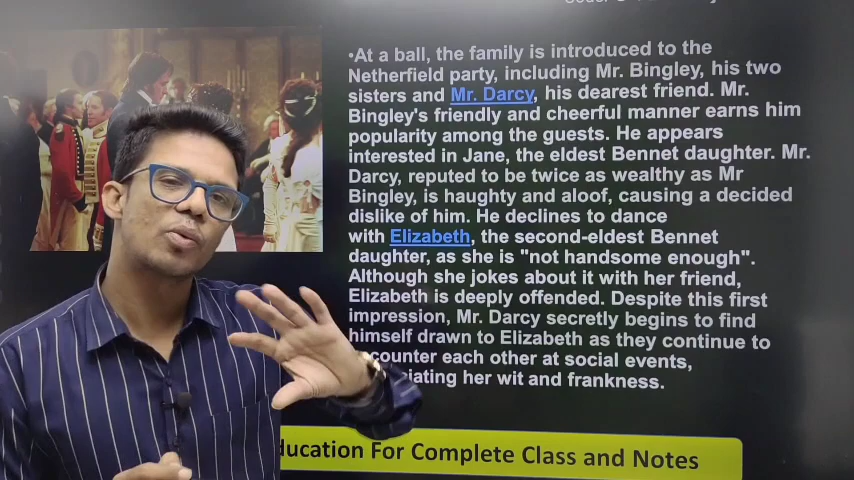 •At a ball, the family is introduced to the
Netherfield party, including Mr. Bingley, his two
sisters and Mr. Darcy, his dearest friend. Mr.
Bingley's friendly and cheerful manner earns him
popularity among the guests. He appears
interested in Jane, the eldest Bennet daughter. Mr.
Darcy, reputed to be twice as wealthy as Mr
Bingley, is haughty and aloof, causing a decided
dislike of him. He declines to dance
with Elizabeth, the second-eldest Bennet
daughter, as she is "not handsome enough".
Although she jokes about it with her friend,
Elizabeth is deeply offended. Despite this first
impression, Mr. Darcy secretly begins to find
himself drawn to Elizabeth as they continue to
counter each other at social events,
her wit and frankness.
For Complete Class and Notes